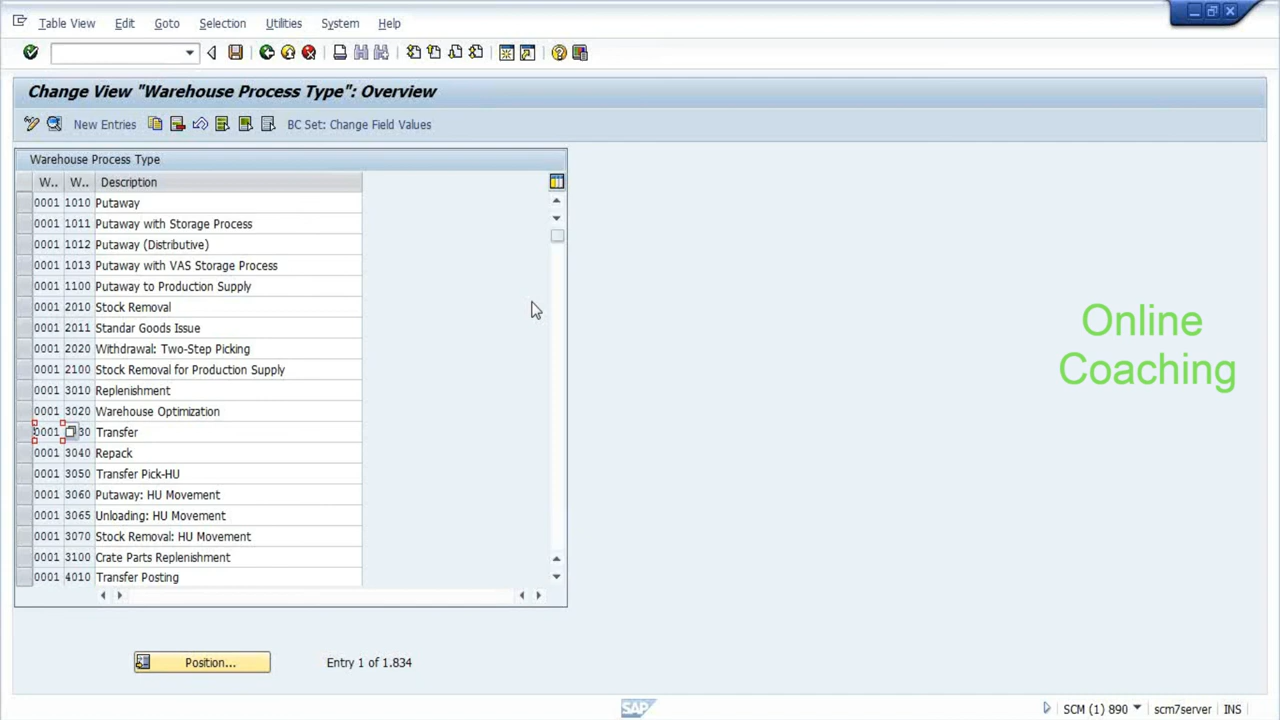 Table View Edit Goto Selection Utilities System Help
Change View "Warehouse Process Type": Overview
New Entries BC Set: Change Field Values
Warehouse Process Type
W.. W.. Description
0001 1010 Putaway
0001 1011 Putaway with Storage Process
0001 1012 Putaway (Distributive)
0001 1013 Putaway with VAS Storage Process
0001 1100 Putaway to Production Supply
0001 2010 Stock Removal
0001 2011 Standar Goods Issue
0001 2020 Withdrawal: Two-Step Picking
0001 2100 Stock Removal for Production Supply
0001 3010 Replenishment
0001 3020 Warehouse Optimization
0001 30 Transfer
0001 3040 Repack
0001 3050 Transfer Pick-HU
0001 3060 Putaway: HU Movement
0001 3065 Unloading: HU Movement
0001 3070 Stock Removal: HU Movement
0001 3100 Crate Parts Replenishment
0001 4010 Transfer Posting
Position... Entry 1 of 1.834
Online
Coaching
SAP SCM (1) 890 scm7server INS